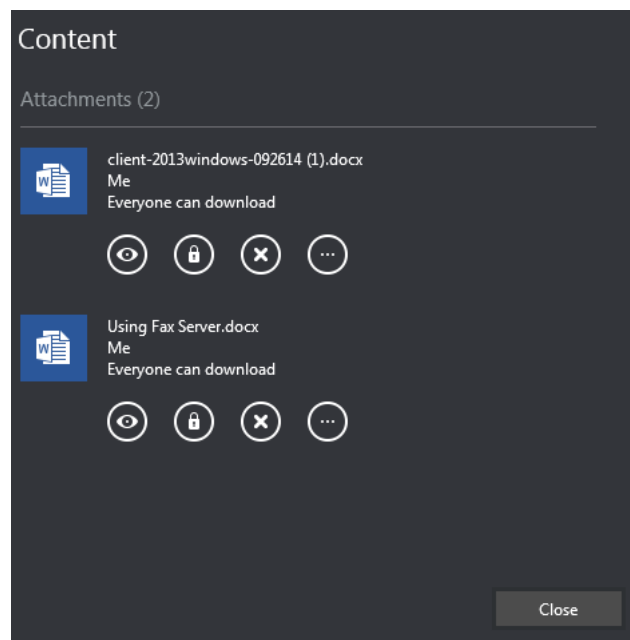 Content
Attachments (2)
client-2013windows-092614 (1).docx
Me
Everyone can download
Using Fax Server.docx
Me
Everyone can download
Close